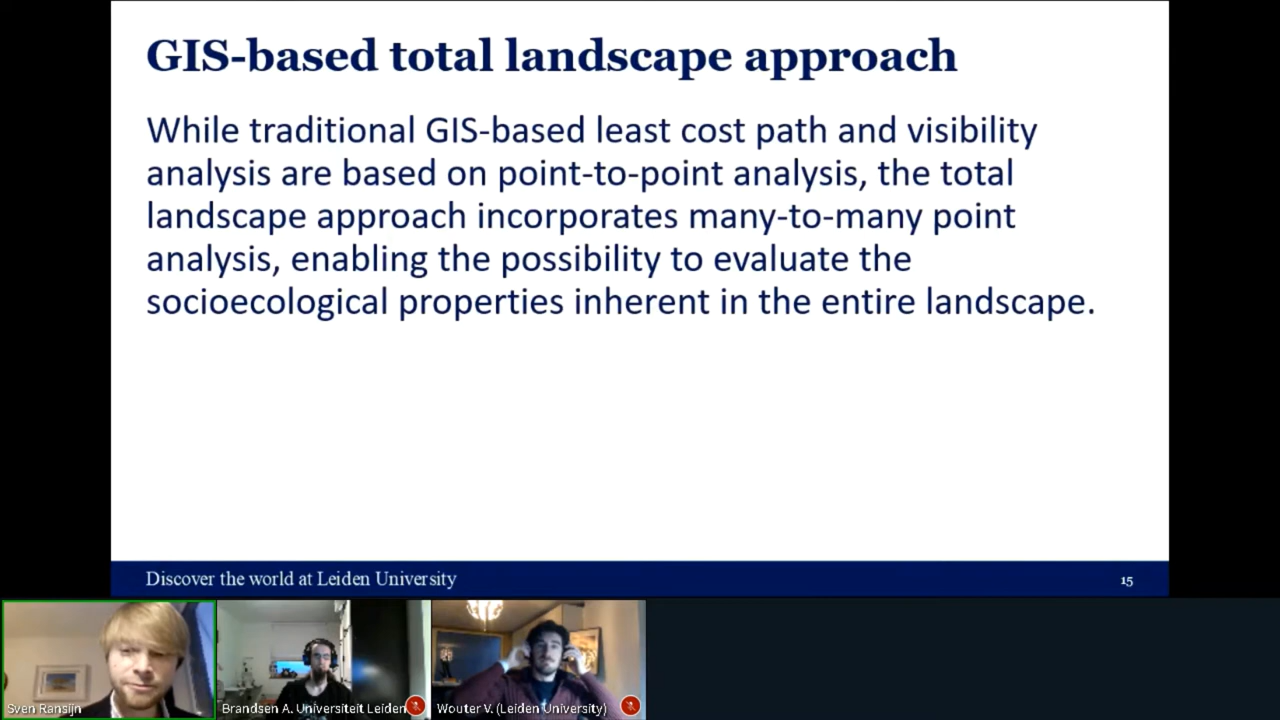 GIS-based total landscape approach
While traditional GIS-based least cost path and visibility
analysis are based on point-to-point analysis, the total
landscape approach incorporates many-to-many point
analysis, enabling the possibility to evaluate the
socioecological properties inherent in the entire landscape.
Discover the world at Leiden University
15
Sven Ransijn
Brandsen A. Universiteit Leiden
Wouter V. (Leiden University)